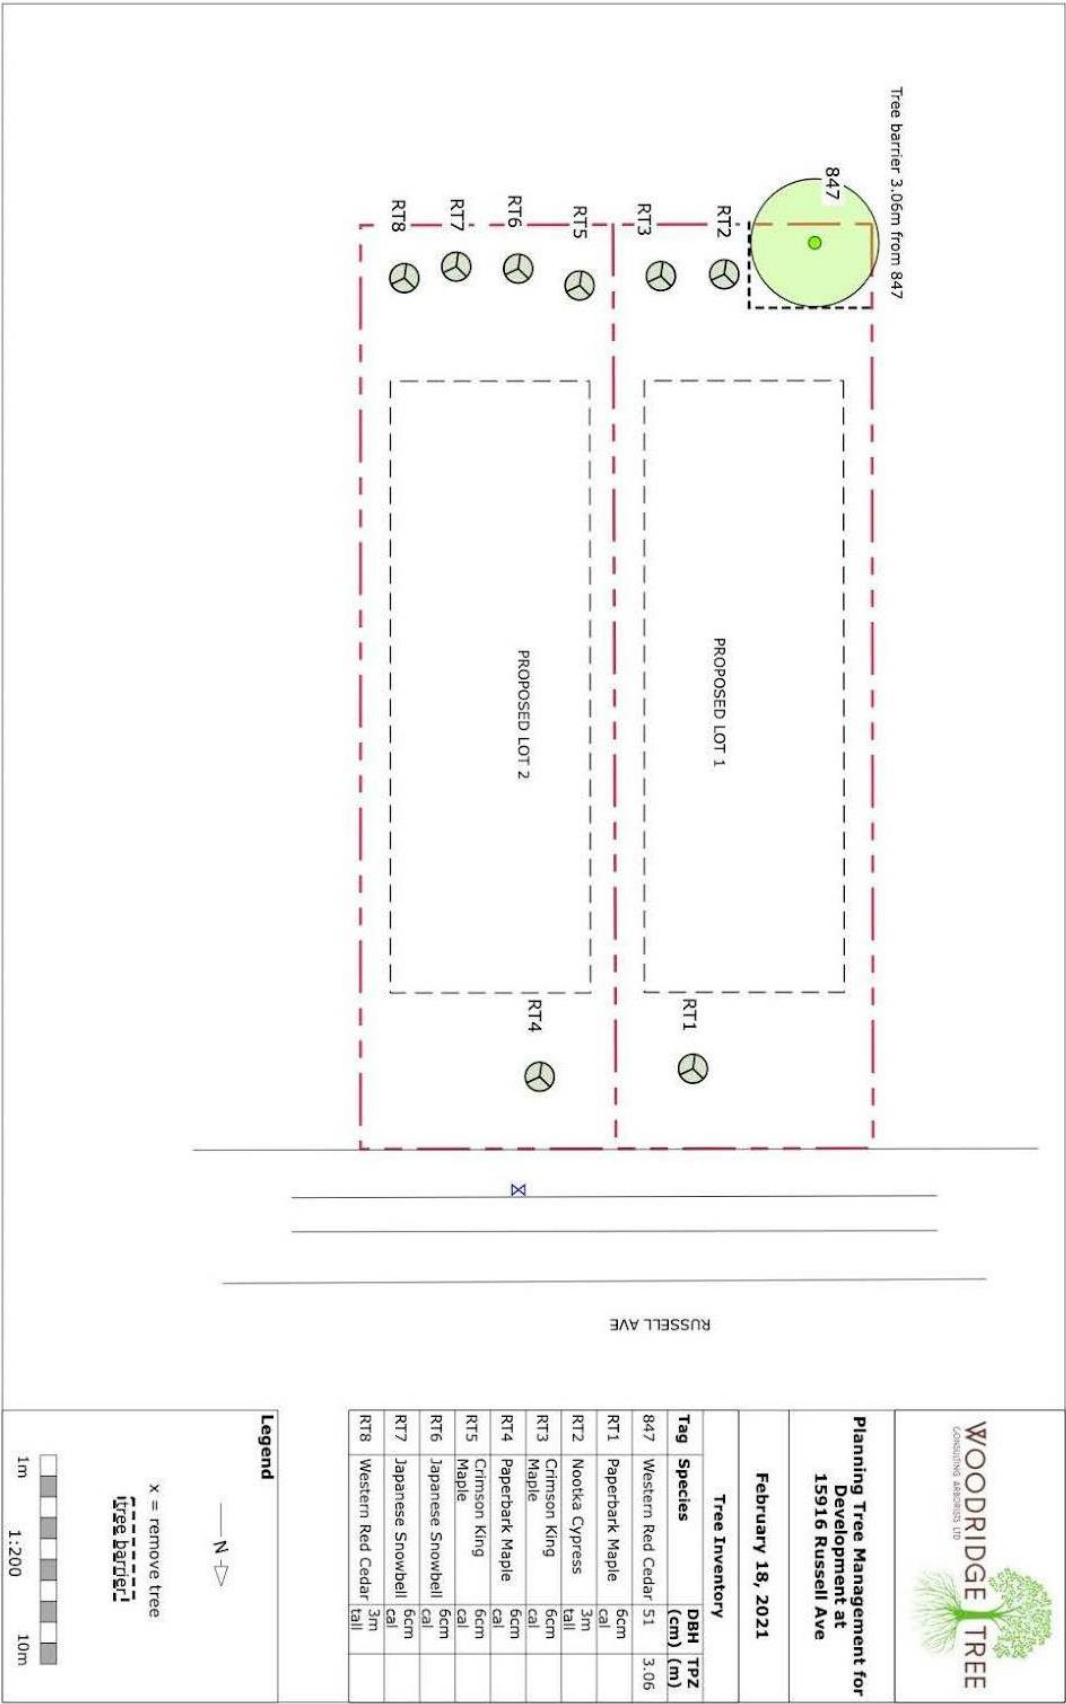 Tree barrier 3.06m from 847
847
RT2
RT3
RT5
RT6
RT7
RT8
PROPOSED LOT 1
PROPOSED LOT 2
RT1
RT4
RUSSELL AVE
WOODRIDGE TREE
CONSULTING ARBORISTS LTD
Planning Tree Management for
Development at
15916 Russell Ave
February 18, 2021
Tree Inventory
Tag Species DBH (cm) TPZ (m)
847 Western Red Cedar 51 3.06
RT1 Paperbark Maple 6cm cal
RT2 Nootka Cypress 3m tall
RT3 Crimson King Maple 6cm cal
RT4 Paperbark Maple 6cm cal
RT5 Crimson King Maple 6cm cal
RT6 Japanese Snowbell 6cm cal
RT7 Japanese Snowbell 6cm cal
RT8 Western Red Cedar 3m tall
Legend
N
x = remove tree
tree barrier
1m 10m
1:200